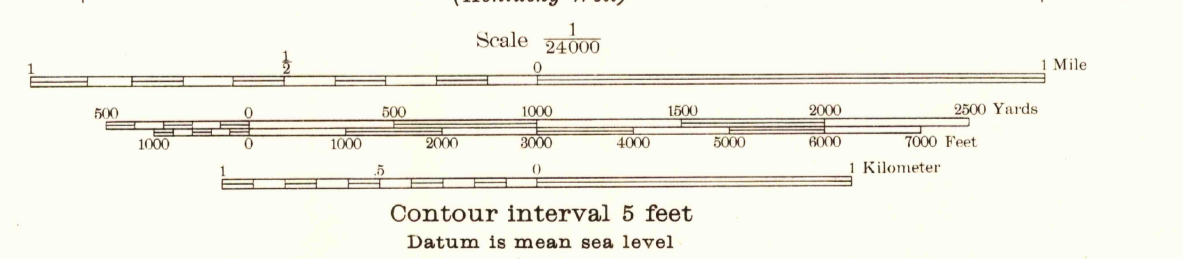 Scale 1/24000
1 1/2 0 1 Mile
500 0 500 1000 1500 2000 2500 Yards
1000 0 1000 2000 3000 4000 5000 6000 7000 Feet
1 .5 0 1 Kilometer
Contour interval 5 feet
Datum is mean sea level